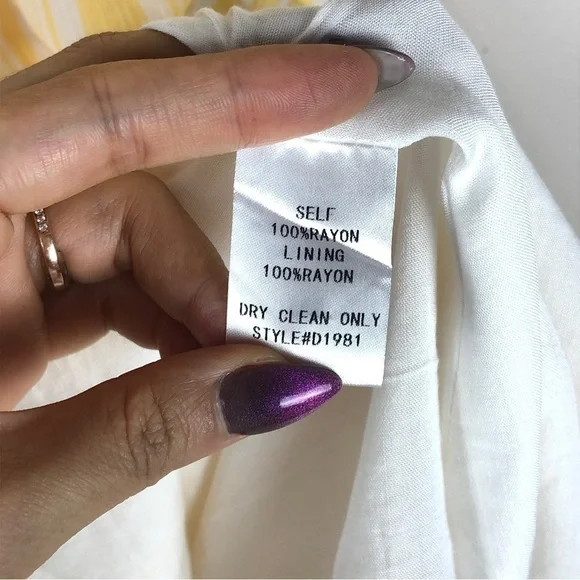 SELF
100%RAYON
LINING
100%RAYON
DRY CLEAN ONLY
STYLE#D1981